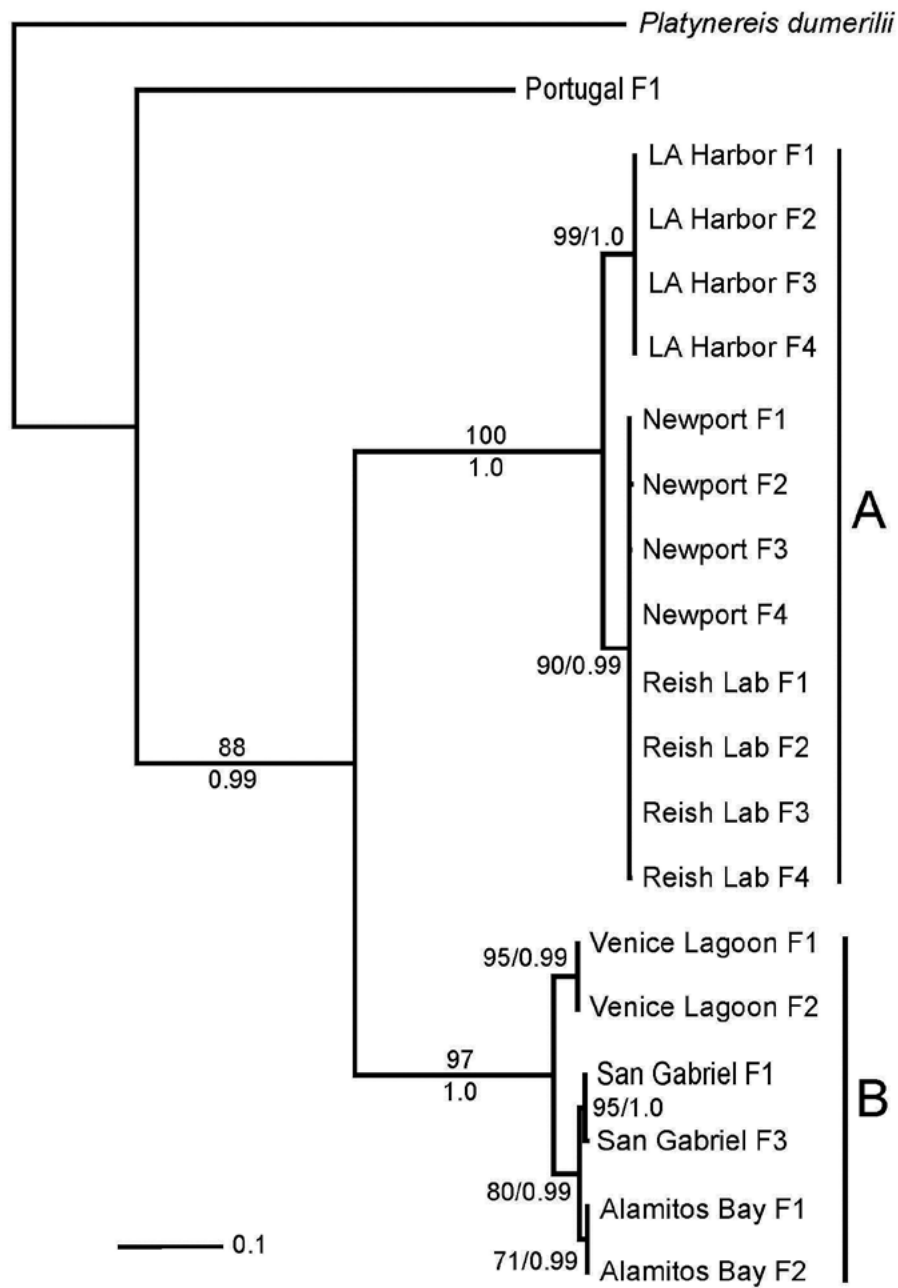 Platynereis dumerilii
Portugal F1
LA Harbor F1
99/1.0
LA Harbor F2
LA Harbor F3
LA Harbor F4
Newport F1
100
1.0
Newport F2
A
Newport F3
Newport F4
90/0.99
Reish Lab F1
88
0.99
Reish Lab F2
Reish Lab F3
Reish Lab F4
Venice Lagoon F1
95/0.99
Venice Lagoon F2
97
1.0
San Gabriel F1
95/1.0
B
San Gabriel F3
80/0.99
Alamitos Bay F1
0.1
71/0.99
Alamitos Bay F2